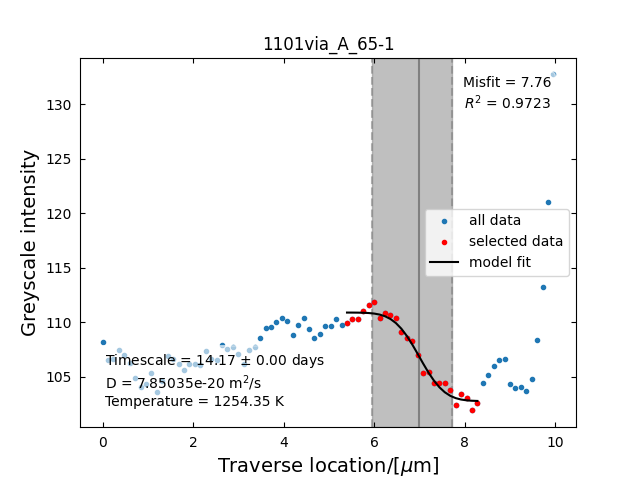 1101via_A_65-1
Misfit = 7.76
R² = 0.9723
all data
selected data
model fit
Timescale = 14.17 ± 0.00 days
D = 7.85035e-20 m²/s
Temperature = 1254.35 K
Greyscale intensity
130
125
120
115
110
105
0 2 4 6 8 10
Traverse location/[μm]